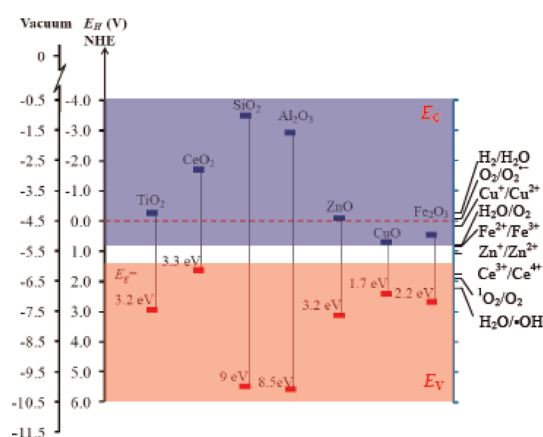 Vacuum E_H (V)
NHE
0
-0.5 -4.0
-1.5 -3.0
-2.5 -2.0
-3.5 -1.0
-4.5 0.0
-5.5 1.0
-6.5 2.0
-7.5 3.0
-8.5 4.0
-9.5 5.0
-10.5 6.0
E_C
SiO₂
Al₂O₃
CeO₂
TiO₂
ZnO
Fe₂O₃
CuO
3.3 eV
E_g=
3.2 eV
9 eV
8.5eV
3.2 eV
1.7 eV
2.2 eV
E_V
H₂/H₂O
O₂/O₂•⁻
Cu⁺/Cu²⁺
H₂O/O₂
Fe²⁺/Fe³⁺
Zn⁺/Zn²⁺
Ce³⁺/Ce⁴⁺
¹O₂/O₂
H₂O/•OH